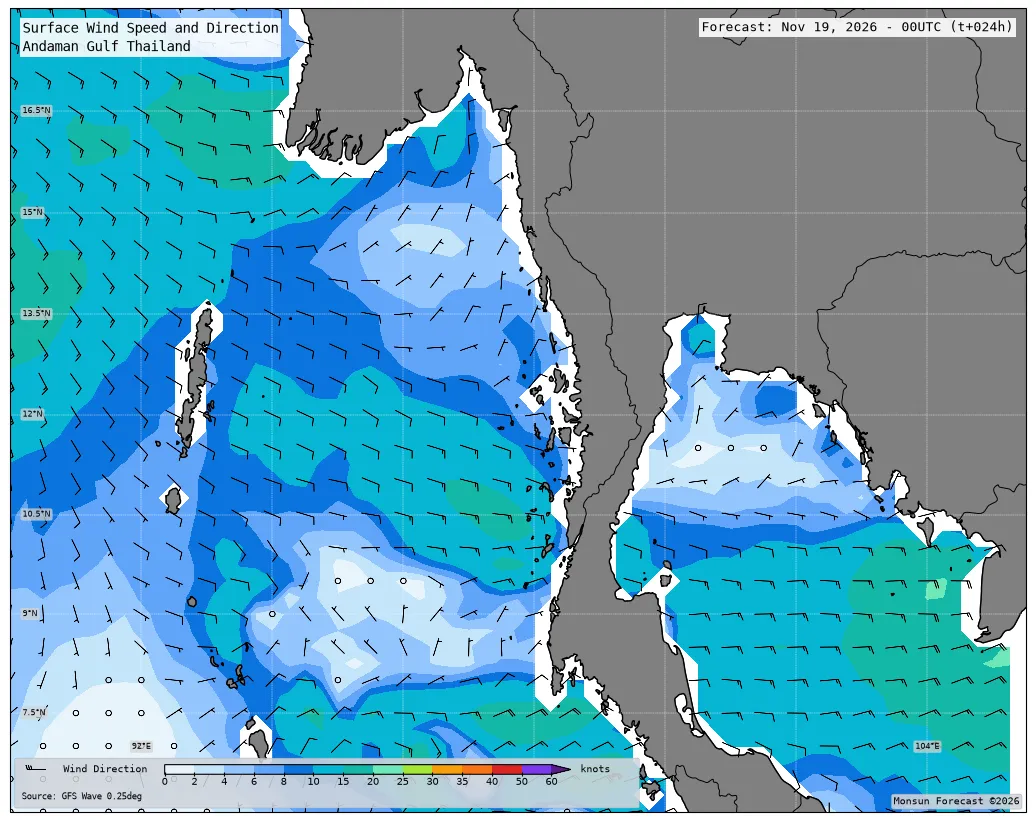 Surface Wind Speed and Direction
Andaman Gulf Thailand
Forecast: Nov 19, 2026 - 00UTC (t+024h)
16.5°N
15°N
13.5°N
12°N
10.5°N
9°N
7.5°N
92°E
104°E
Wind Direction
0 2 4 6 8 10 15 20 25 30 35 40 50 60
knots
Source: GFS Wave 0.25deg
Monsun Forecast ©2026